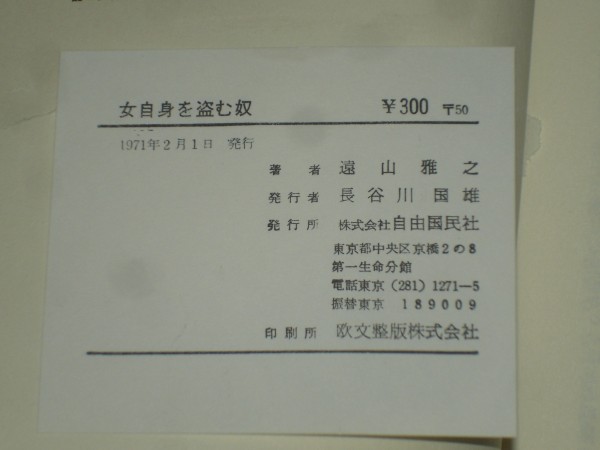 女自身を盗む奴 ¥300 〒50
1971年2月1日 発行
著者 遠山雅之
発行者 長谷川国雄
発行所 株式会社自由国民社
東京都中央区京橋2の8
第一生命分館
電話東京(281)1271—5
振替東京 189009
印刷所 欧文整版株式会社